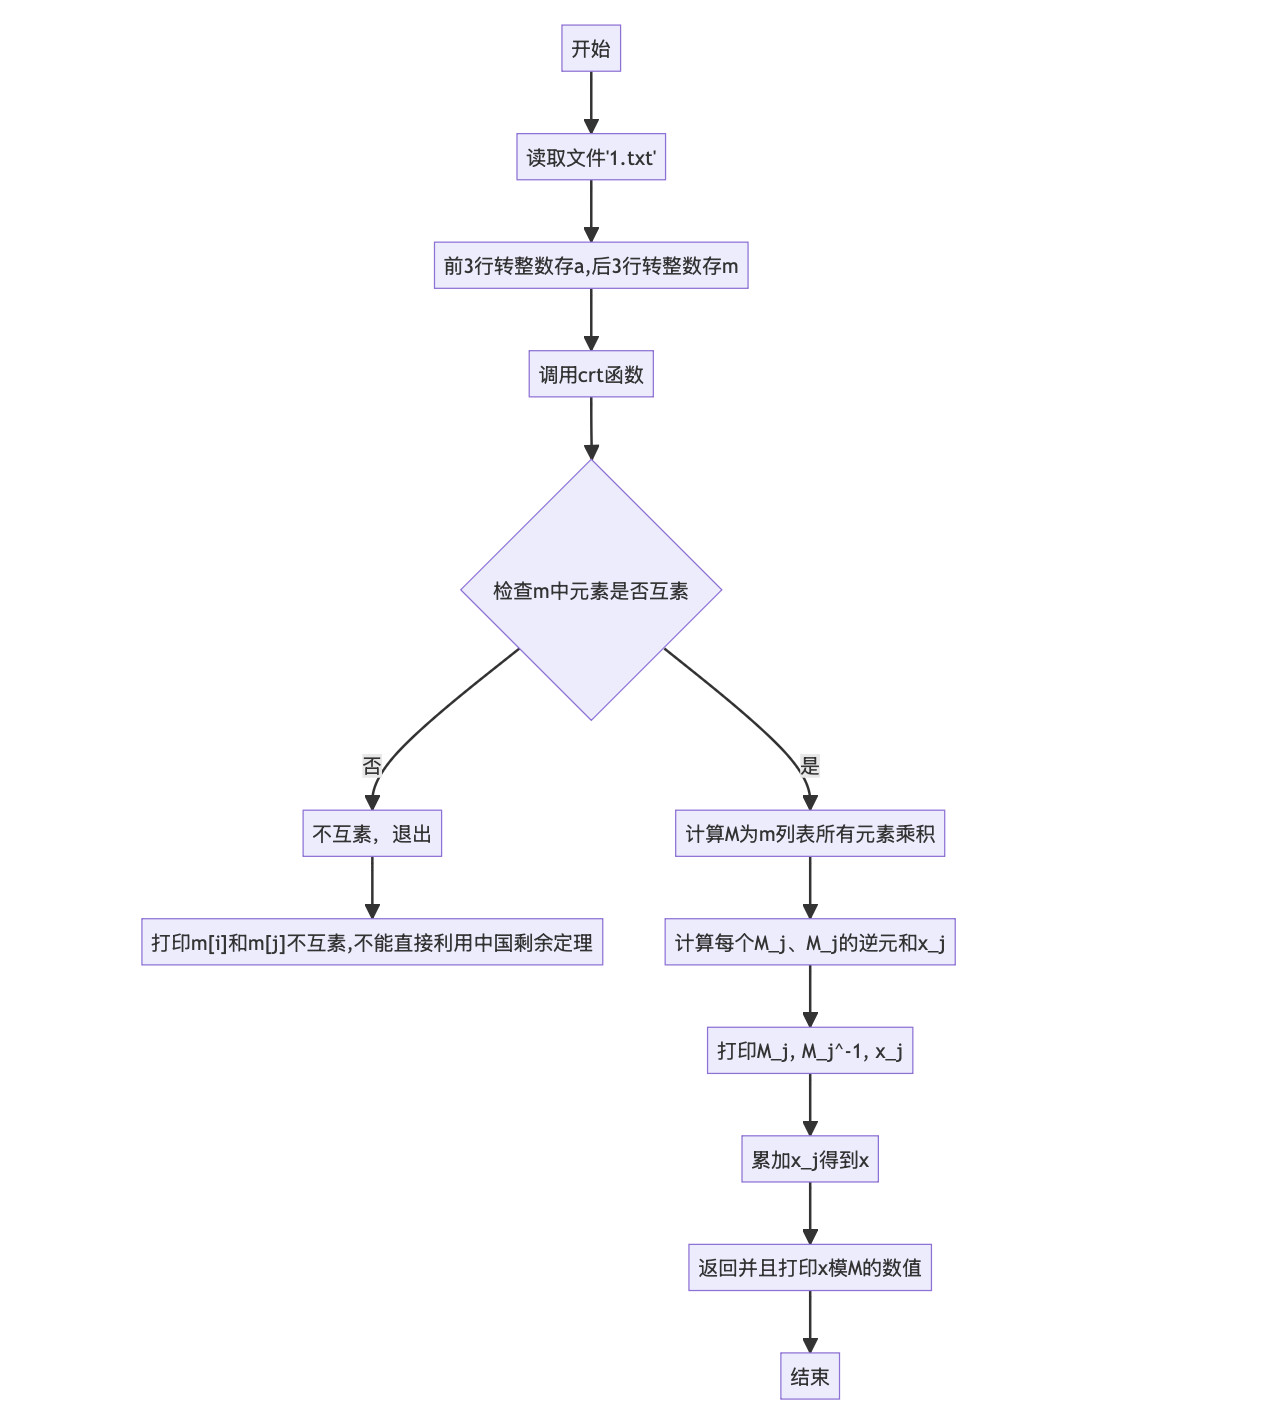 开始
读取文件'1.txt'
前3行转整数存a,后3行转整数存m
调用crt函数
检查m中元素是否互素
否
是
不互素，退出
计算M为m列表所有元素乘积
打印m[i]和m[j]不互素,不能直接利用中国剩余定理
计算每个M_j、M_j的逆元和x_j
打印M_j, M_j^-1, x_j
累加x_j得到x
返回并且打印x模M的数值
结束